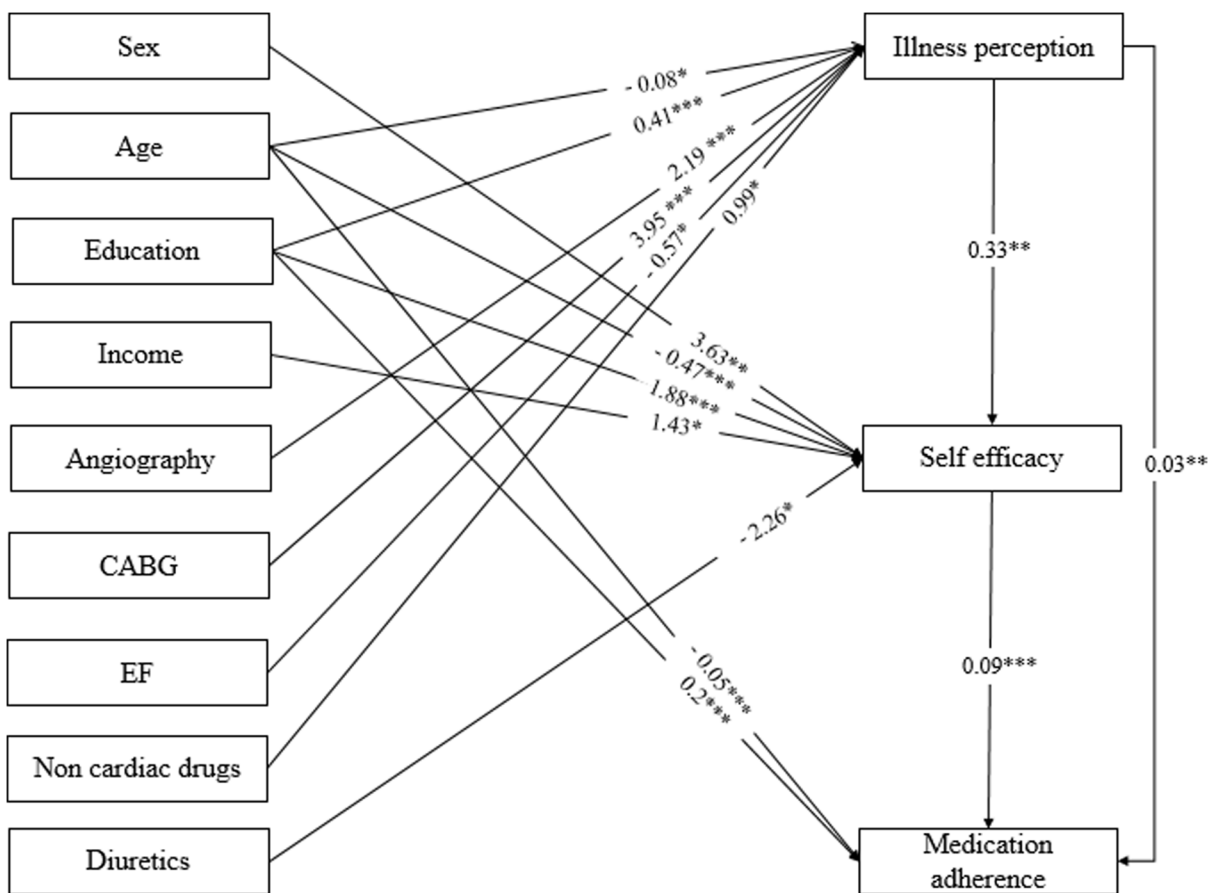 Sex
Age
Education
Income
Angiography
CABG
EF
Non cardiac drugs
Diuretics
- 0.08*
0.41***
2.19 ***
3.95 ***
- 0.57*
0.99*
3.63**
- 0.47***
1.88***
1.43*
- 2.26*
- 0.05***
0.2***
Illness perception
0.33**
Self efficacy
0.03**
0.09***
Medication
adherence